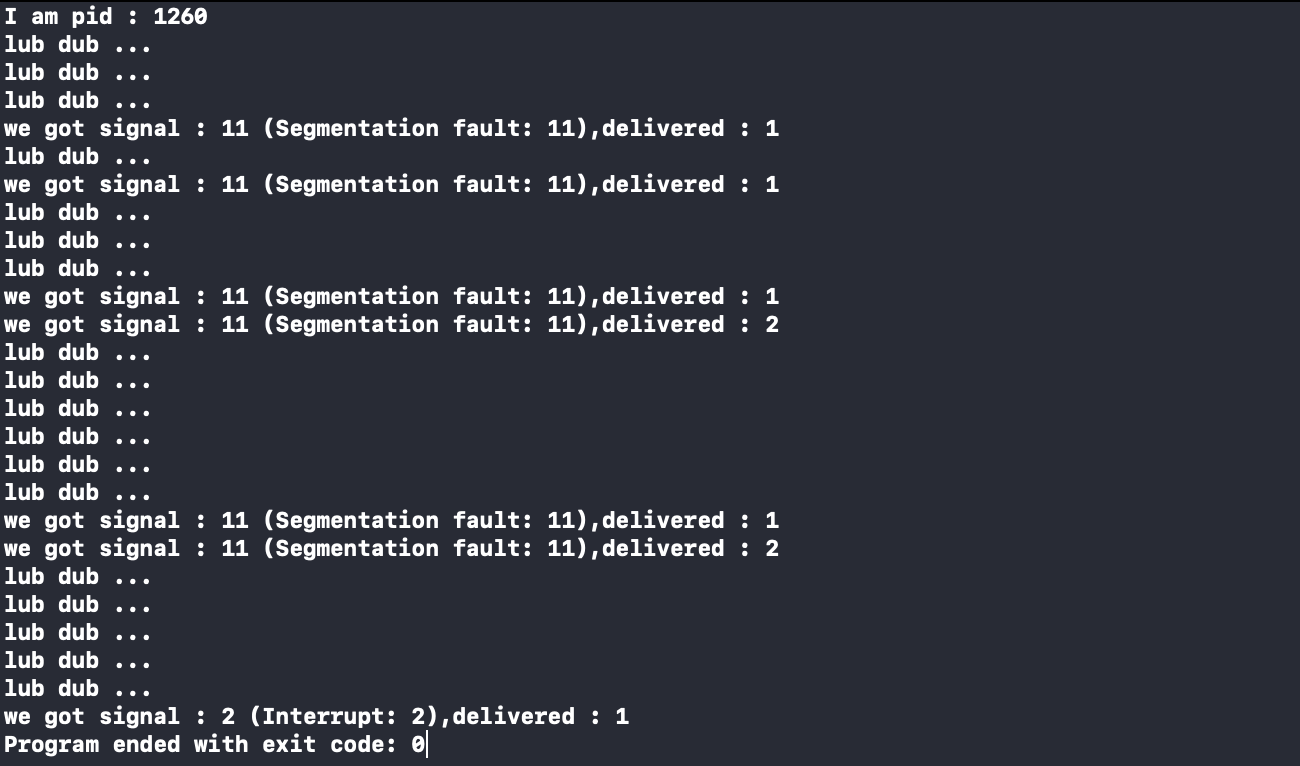 I am pid : 1260
lub dub ...
lub dub ...
lub dub ...
we got signal : 11 (Segmentation fault: 11),delivered : 1
lub dub ...
we got signal : 11 (Segmentation fault: 11),delivered : 1
lub dub ...
lub dub ...
lub dub ...
we got signal : 11 (Segmentation fault: 11),delivered : 1
we got signal : 11 (Segmentation fault: 11),delivered : 2
lub dub ...
lub dub ...
lub dub ...
lub dub ...
lub dub ...
lub dub ...
we got signal : 11 (Segmentation fault: 11),delivered : 1
we got signal : 11 (Segmentation fault: 11),delivered : 2
lub dub ...
lub dub ...
lub dub ...
lub dub ...
lub dub ...
we got signal : 2 (Interrupt: 2),delivered : 1
Program ended with exit code: 0